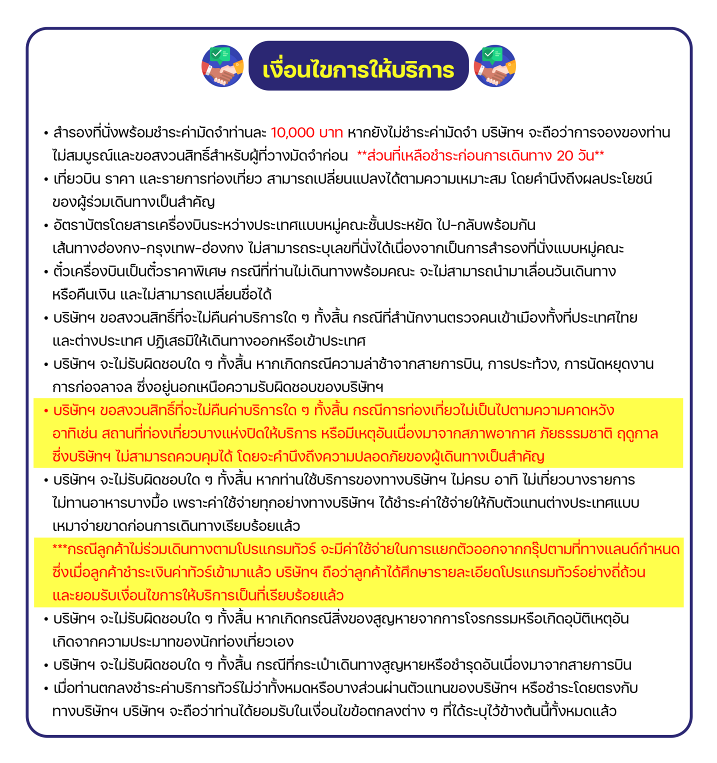 เงื่อนไขการให้บริการ
• สำรองที่นั่งพร้อมชำระค่ามัดจำท่านละ 10,000 บาท หากยังไม่ชำระค่ามัดจำ บริษัทฯ จะถือว่าการจองของท่าน
ไม่สมบูรณ์และขอสงวนสิทธิ์สำหรับผู้ที่วางมัดจำก่อน **ส่วนที่เหลือชำระก่อนการเดินทาง 20 วัน**
• เที่ยวบิน ราคา และรายการท่องเที่ยว สามารถเปลี่ยนแปลงได้ตามความเหมาะสม โดยคำนึงถึงผลประโยชน์
ของผู้ร่วมเดินทางเป็นสำคัญ
• อัตราบัตรโดยสารเครื่องบินระหว่างประเทศแบบหมู่คณะชั้นประหยัด ไป-กลับพร้อมกัน
เส้นทางฮ่องกง-กรุงเทพ-ฮ่องกง ไม่สามารถระบุเลขที่นั่งได้เนื่องจากเป็นการสำรองที่นั่งแบบหมู่คณะ
• ตั๋วเครื่องบินเป็นตั๋วราคาพิเศษ กรณีที่ท่านไม่เดินทางพร้อมคณะ จะไม่สามารถนำมาเลื่อนวันเดินทาง
หรือคืนเงิน และไม่สามารถเปลี่ยนชื่อได้
• บริษัทฯ ขอสงวนสิทธิ์ที่จะไม่คืนค่าบริการใด ๆ ทั้งสิ้น กรณีที่สำนักงานตรวจคนเข้าเมืองทั้งที่ประเทศไทย
และต่างประเทศ ปฏิเสธมิให้เดินทางออกหรือเข้าประเทศ
• บริษัทฯ จะไม่รับผิดชอบใด ๆ ทั้งสิ้น หากเกิดกรณีความล่าช้าจากสายการบิน, การประท้วง, การนัดหยุดงาน
การก่อจลาจล ซึ่งอยู่นอกเหนือความรับผิดชอบของบริษัทฯ
• บริษัทฯ ขอสงวนสิทธิ์ที่จะไม่คืนค่าบริการใด ๆ ทั้งสิ้น กรณีการท่องเที่ยวไม่เป็นไปตามความคาดหวัง
อาทิเช่น สถานที่ท่องเที่ยวบางแห่งปิดให้บริการ หรือมีเหตุอันเนื่องมาจากสภาพอากาศ ภัยธรรมชาติ ฤดูกาล
ซึ่งบริษัทฯ ไม่สามารถควบคุมได้ โดยจะคำนึงถึงความปลอดภัยของผู้เดินทางเป็นสำคัญ
• บริษัทฯ จะไม่รับผิดชอบใด ๆ ทั้งสิ้น หากท่านใช้บริการของทางบริษัทฯ ไม่ครบ อาทิ ไม่เที่ยวบางรายการ
ไม่ทานอาหารบางมื้อ เพราะค่าใช้จ่ายทุกอย่างทางบริษัทฯ ได้ชำระค่าใช้จ่ายให้กับตัวแทนต่างประเทศแบบ
เหมาจ่ายขาดก่อนการเดินทางเรียบร้อยแล้ว
***กรณีลูกค้าไม่ร่วมเดินทางตามโปรแกรมทัวร์ จะมีค่าใช้จ่ายในการแยกตัวออกจากกรุ๊ปตามที่ทางแลนด์กำหนด
ซึ่งเมื่อลูกค้าชำระเงินค่าทัวร์เข้ามาแล้ว บริษัทฯ ถือว่าลูกค้าได้ศึกษารายละเอียดโปรแกรมทัวร์อย่างถี่ถ้วน
และยอมรับเงื่อนไขการให้บริการเป็นที่เรียบร้อยแล้ว
• บริษัทฯ จะไม่รับผิดชอบใด ๆ ทั้งสิ้น หากเกิดกรณีสิ่งของสูญหายจากการโจรกรรมหรือเกิดอุบัติเหตุอัน
เกิดจากความประมาทของนักท่องเที่ยวเอง
• บริษัทฯ จะไม่รับผิดชอบใด ๆ ทั้งสิ้น กรณีที่กระเป๋าเดินทางสูญหายหรือชำรุดอันเนื่องมาจากสายการบิน
• เมื่อท่านตกลงชำระค่าบริการทัวร์ไม่ว่าทั้งหมดหรือบางส่วนผ่านตัวแทนของบริษัทฯ หรือชำระโดยตรงกับ
ทางบริษัทฯ บริษัทฯ จะถือว่าท่านได้ยอมรับในเงื่อนไขข้อตกลงต่าง ๆ ที่ได้ระบุไว้ข้างต้นนี้ทั้งหมดแล้ว